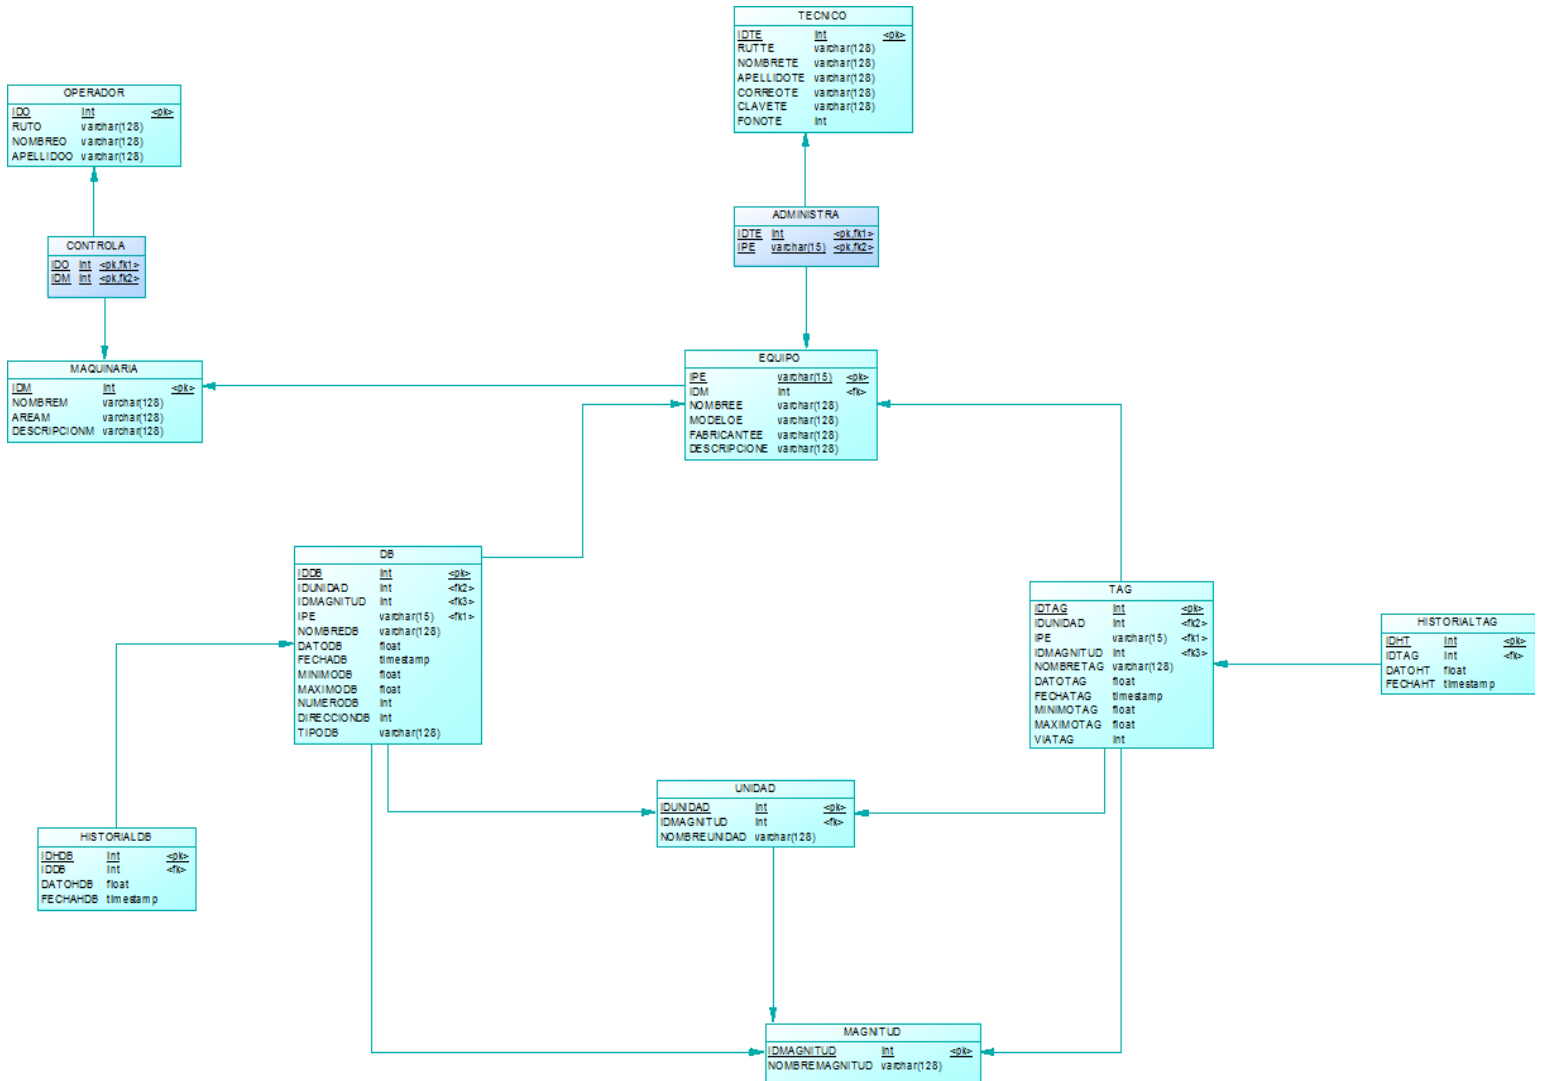 TECNICO
IDTE int <pk>
RUTTE varchar(128)
NOMBRETE varchar(128)
APELLIDOTE varchar(128)
CORREOTE varchar(128)
CLAVETE varchar(128)
FONOTE int
OPERADOR
IDO int <pk>
RUTO varchar(128)
NOMBREO varchar(128)
APELLIDOO varchar(128)
ADMINISTRA
IDTE int <pk,fk1>
IPE varchar(15) <pk,fk2>
CONTROLA
IDO int <pk,fk1>
IDM int <pk,fk2>
MAQUINARIA
IDM int <pk>
NOMBREM varchar(128)
AREAM varchar(128)
DESCRIPCIONM varchar(128)
EQUIPO
IPE varchar(15) <pk>
IDM int <fk>
NOMBREE varchar(128)
MODELOE varchar(128)
FABRICANTEE varchar(128)
DESCRIPCIONE varchar(128)
DB
IDDB int <pk>
IDUNIDAD int <fk2>
IDMAGNITUD int <fk3>
IPE varchar(15) <fk1>
NOMBREDB varchar(128)
DATODB float
FECHADB timestamp
MINIMODB float
MAXIMODB float
NUMERODB int
DIRECCIONDB int
TIPODB varchar(128)
TAG
IDTAG int <pk>
IDUNIDAD int <fk2>
IPE varchar(15) <fk1>
IDMAGNITUD int <fk3>
NOMBRETAG varchar(128)
DATOTAG float
FECHATAG timestamp
MINIMOTAG float
MAXIMOTAG float
VIATAG int
HISTORIALTAG
IDHT int <pk>
IDTAG int <fk>
DATOHT float
FECHAHT timestamp
UNIDAD
IDUNIDAD int <pk>
IDMAGNITUD int <fk>
NOMBREUNIDAD varchar(128)
HISTORIALDB
IDHDB int <pk>
IDDB int <fk>
DATOHDB float
FECHAHDB timestamp
MAGNITUD
IDMAGNITUD int <pk>
NOMBREMAGNITUD varchar(128)